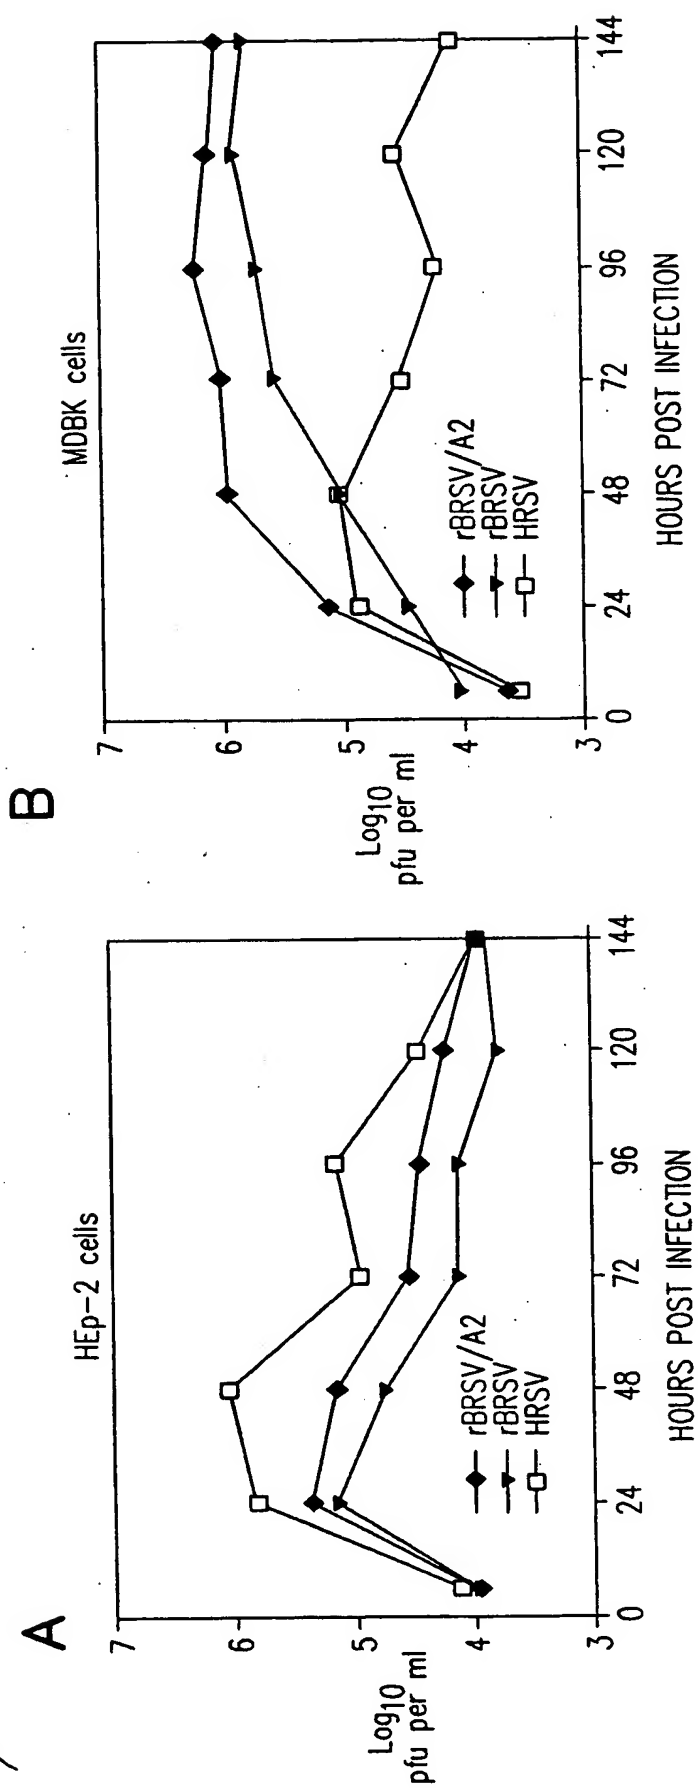 A
HEp-2 cells
7
6
5
4
3
Log10
pfu per ml
rBRSV/A2
rBRSV
HRSV
0
24
48
72
96
120
144
HOURS POST INFECTION
B
MDBK cells
7
6
5
4
3
Log10
pfu per ml
rBRSV/A2
rBRSV
HRSV
0
24
48
72
96
120
144
HOURS POST INFECTION